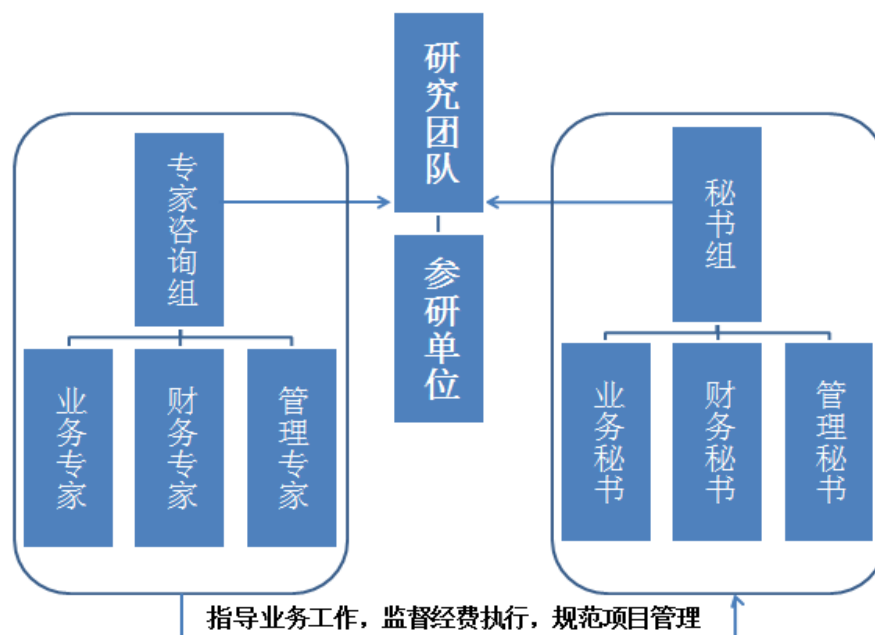 研究团队
专家咨询组
秘书组
参研单位
业务专家
财务专家
管理专家
业务秘书
财务秘书
管理秘书
指导业务工作，监督经费执行，规范项目管理